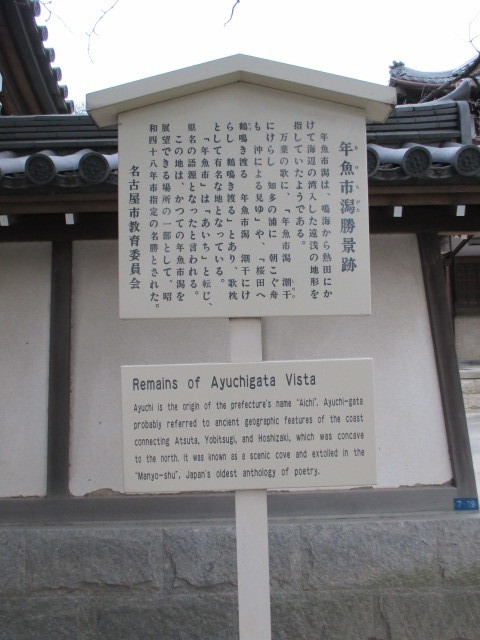 年魚市潟勝景跡
あゆちがた
年魚市潟は、鳴海から熱田にか
けて海辺の湾入した遠浅の地形を
指していたようである。
万葉の歌に、「年魚市潟 潮干
にけらし 知多の浦に 朝こぐ舟
も 沖による見ゆ」や、「桜田へ
鶴鳴き渡る 年魚市潟 潮干にけ
らし 鶴鳴き渡る」とあり、歌枕
として有名な地となっている。
「年魚市」は「あいち」と転じ、
県名の語源となったと言われる。
この地は、かつての年魚市潟を
展望できる場所の一部として、昭
和四十八年市指定の名勝とされた。
名古屋市教育委員会
Remains of Ayuchigata Vista
Ayuchi is the origin of the prefecture's name "Aichi". Ayuchi-gata
probably referred to ancient geographic features of the coast
connecting Atsuta, Yobitsugi, and Hoshizaki, which was concave
to the north. It was known as a scenic cove and extolled in the
"Manyo-shu", Japan's oldest anthology of poetry.